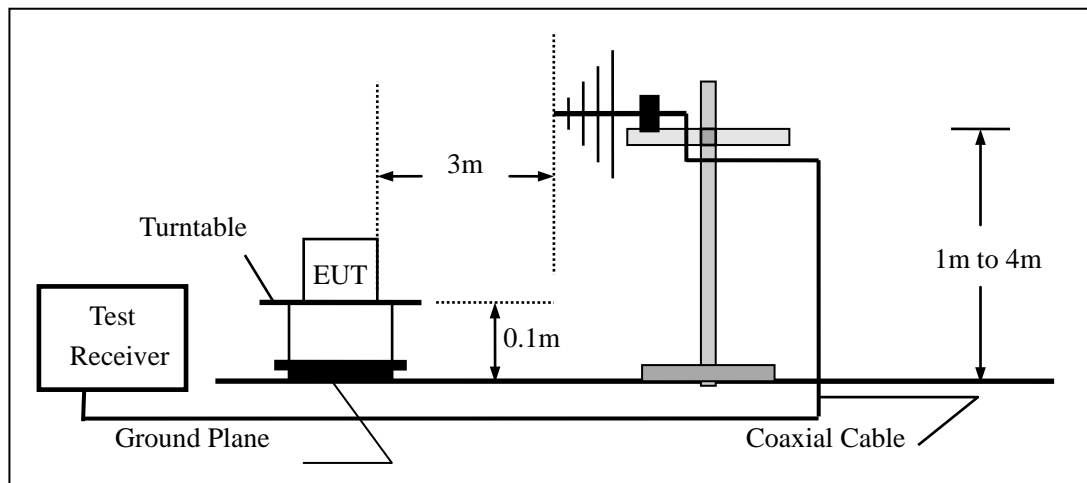 3m
Turntable
EUT
1m to 4m
Test
Receiver
0.1m
Ground Plane
Coaxial Cable